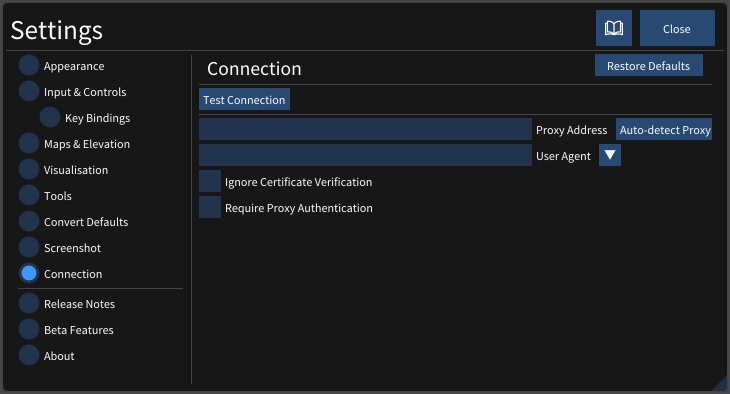 Settings
Close
Appearance
Input & Controls
Key Bindings
Maps & Elevation
Visualisation
Tools
Convert Defaults
Screenshot
Connection
Release Notes
Beta Features
About
Connection
Restore Defaults
Test Connection
Proxy Address
Auto-detect Proxy
User Agent
Ignore Certificate Verification
Require Proxy Authentication